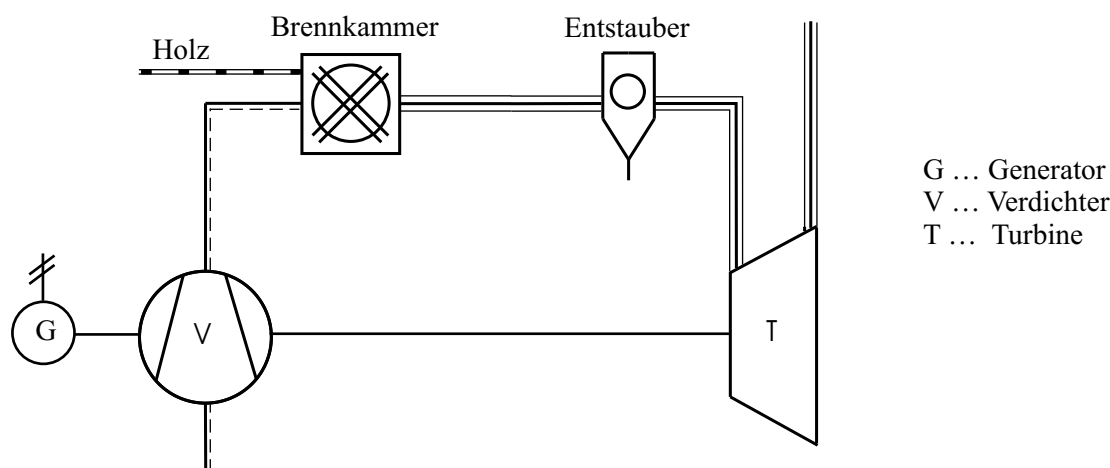 Brennkammer
Entstauber
Holz
G … Generator
V … Verdichter
T … Turbine
G
V
T